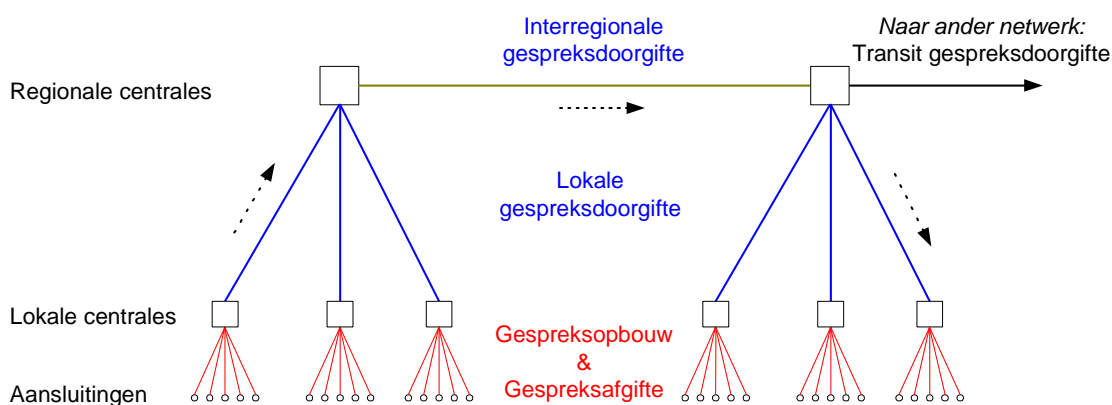 Interregionale
gespreksdoorgifte
Naar ander netwerk:
Transit gespreksdoorgifte
Regionale centrales
Lokale
gespreksdoorgifte
Lokale centrales
Gespreksopbouw
&
Gespreksafgifte
Aansluitingen